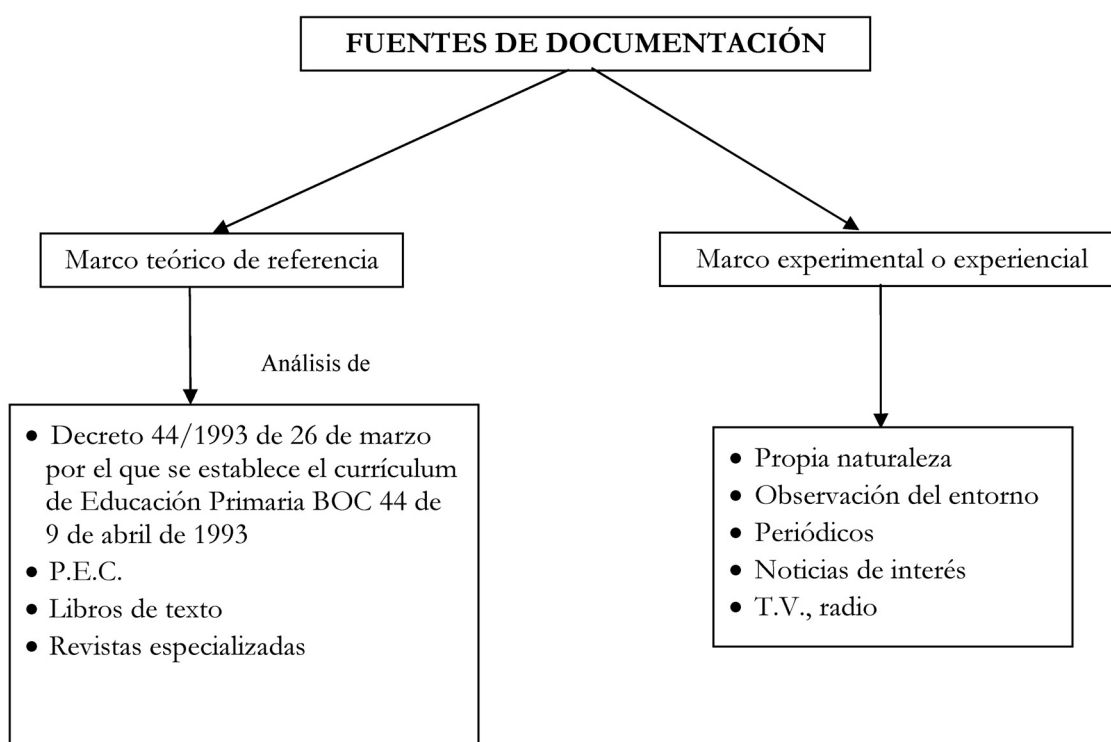 FUENTES DE DOCUMENTACIÓN
Marco teórico de referencia
Marco experimental o experiencial
Análisis de
• Decreto 44/1993 de 26 de marzo
por el que se establece el currículum
de Educación Primaria BOC 44 de
9 de abril de 1993
• P.E.C.
• Libros de texto
• Revistas especializadas
• Propia naturaleza
• Observación del entorno
• Periódicos
• Noticias de interés
• T.V., radio